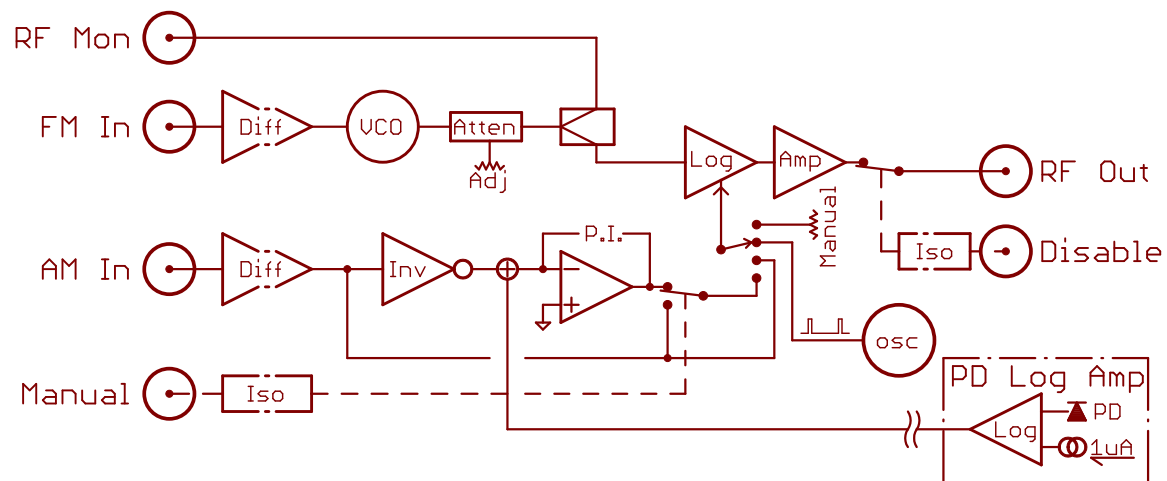 RF Mon
FM In
Diff
VCO
Atten
Adj
Log
Amp
RF Out
Manual
Iso
Disable
AM In
Diff
Inv
P.I.
osc
Manual
Iso
PD Log Amp
Log
PD
1uA